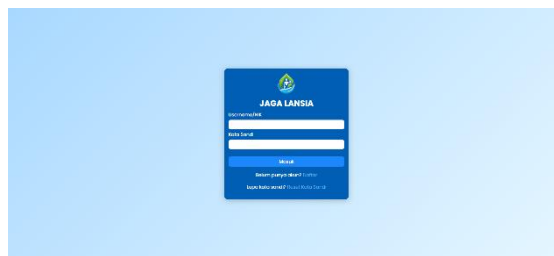 JAGA LANSIA
Username/NIK
Kata Sandi
Masuk
Belum punya akun? Daftar
Lupa kata sandi? Reset Kata Sandi